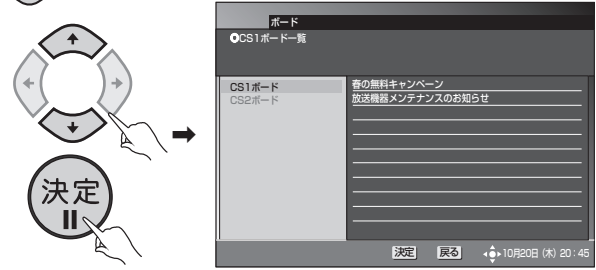 決定
ボード
CS1ボード一覧
CS1ボード
CS2ボード
春の無料キャンペーン
放送機器メンテナンスのお知らせ
決定 戻る 10月20日(木) 20:45